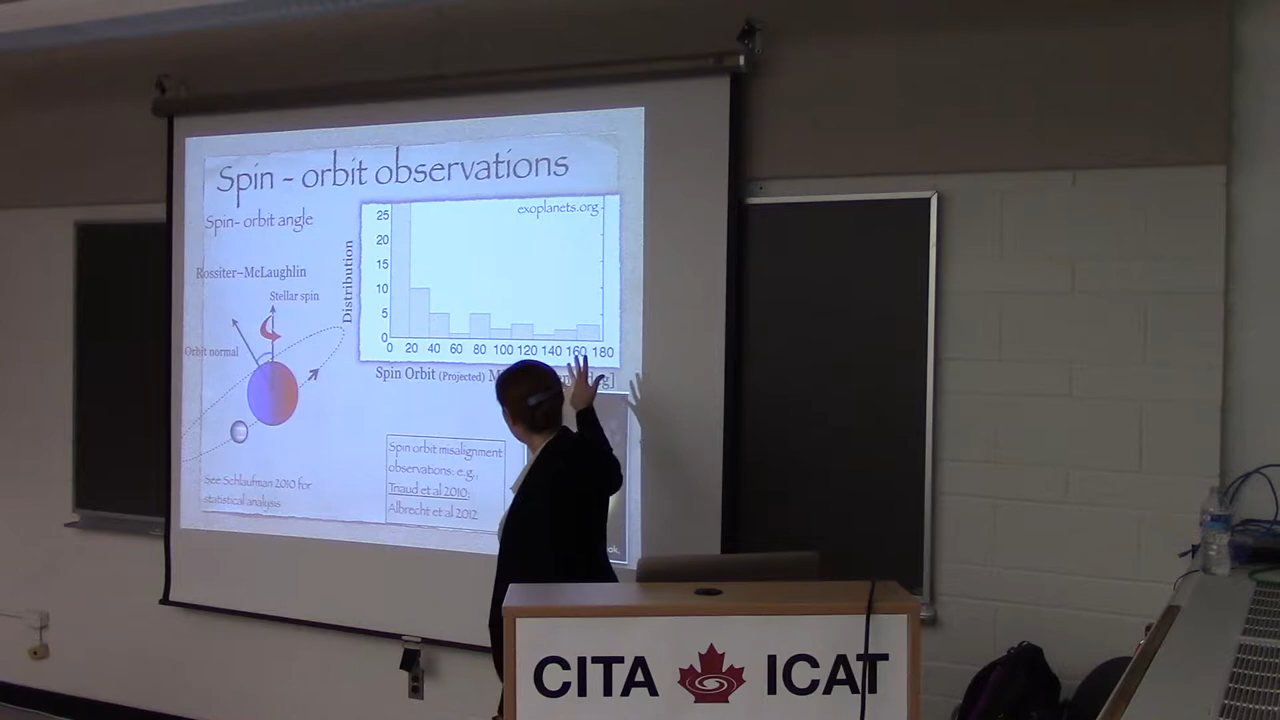 Spin - orbit observations
Spin- orbit angle
exoplanets.org
25
20
15
10
5
0
Distribution
0 20 40 60 80 100 120 140 160 180
Spin Orbit (Projected)
Rossiter-McLaughlin
Stellar spin
Orbit normal
Spin orbit misalignment
observations: e.g.,
Triaud et al 2010;
Albrecht et al 2012
See Schlaufman 2010 for
statistical analysis
CITA ICAT